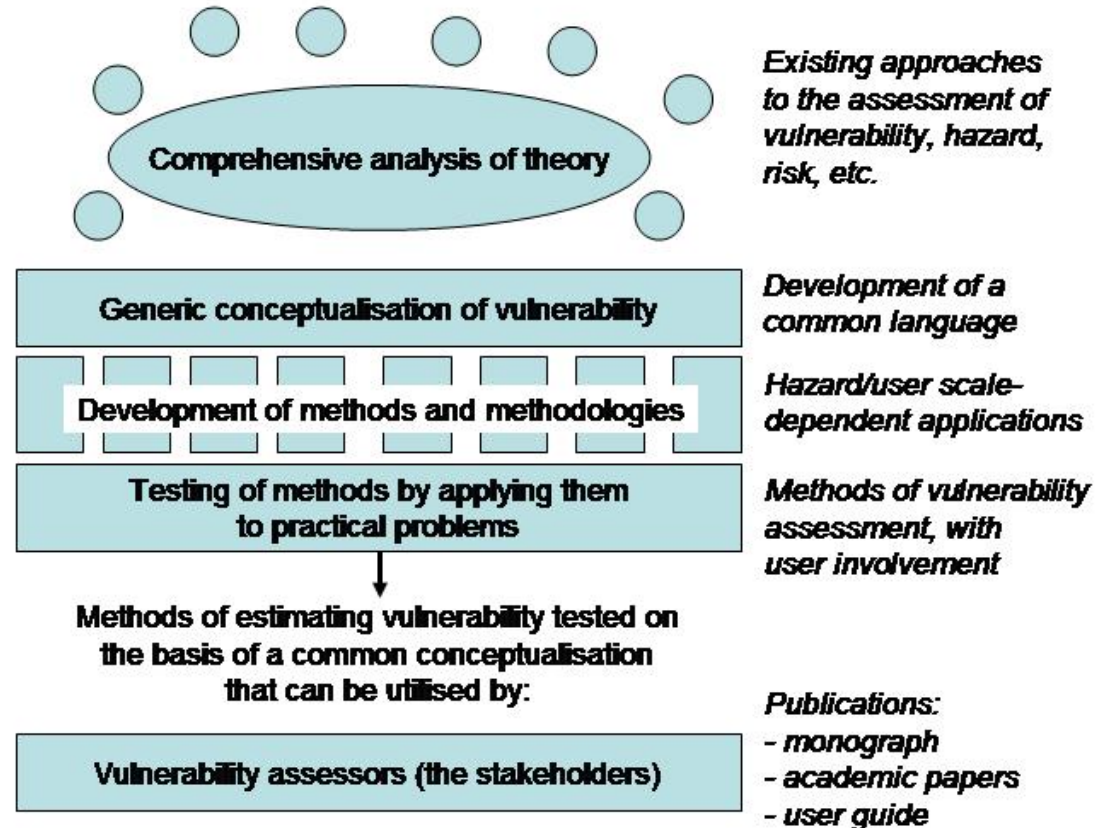 Comprehensive analysis of theory
Existing approaches
to the assessment of
vulnerability, hazard,
risk, etc.
Generic conceptualisation of vulnerability
Development of a
common language
Development of methods and methodologies
Hazard/user scale-
dependent applications
Testing of methods by applying them
to practical problems
Methods of vulnerability
assessment, with
user involvement
Methods of estimating vulnerability tested on
the basis of a common conceptualisation
that can be utilised by:
Vulnerability assessors (the stakeholders)
Publications:
- monograph
- academic papers
- user guide